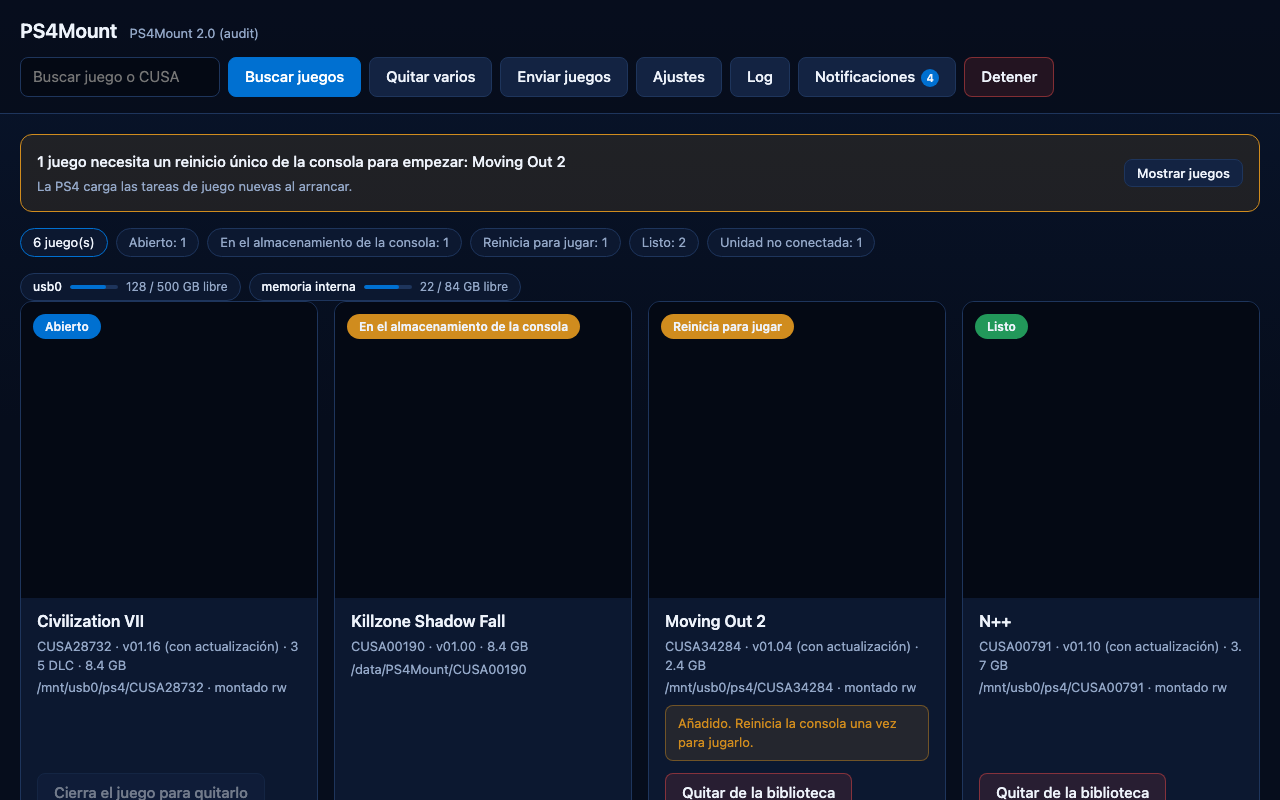 PS4Mount PS4Mount 2.0 (audit)
Buscar juego o CUSA Buscar juegos Quitar varios Enviar juegos Ajustes Log Notificaciones 4 Detener
1 juego necesita un reinicio único de la consola para empezar: Moving Out 2
La PS4 carga las tareas de juego nuevas al arrancar.
Mostrar juegos
6 juego(s) Abierto: 1 En el almacenamiento de la consola: 1 Reinicia para jugar: 1 Listo: 2 Unidad no conectada: 1
usb0 128 / 500 GB libre memoria interna 22 / 84 GB libre
Abierto
Civilization VII
CUSA28732 · v01.16 (con actualización) · 3
5 DLC · 8.4 GB
/mnt/usb0/ps4/CUSA28732 · montado rw
Cierra el juego para quitarlo
En el almacenamiento de la consola
Killzone Shadow Fall
CUSA00190 · v01.00 · 8.4 GB
/data/PS4Mount/CUSA00190
Reinicia para jugar
Moving Out 2
CUSA34284 · v01.04 (con actualización) ·
2.4 GB
/mnt/usb0/ps4/CUSA34284 · montado rw
Añadido. Reinicia la consola una vez
para jugarlo.
Quitar de la biblioteca
Listo
N++
CUSA00791 · v01.10 (con actualización) · 3.
7 GB
/mnt/usb0/ps4/CUSA00791 · montado rw
Quitar de la biblioteca